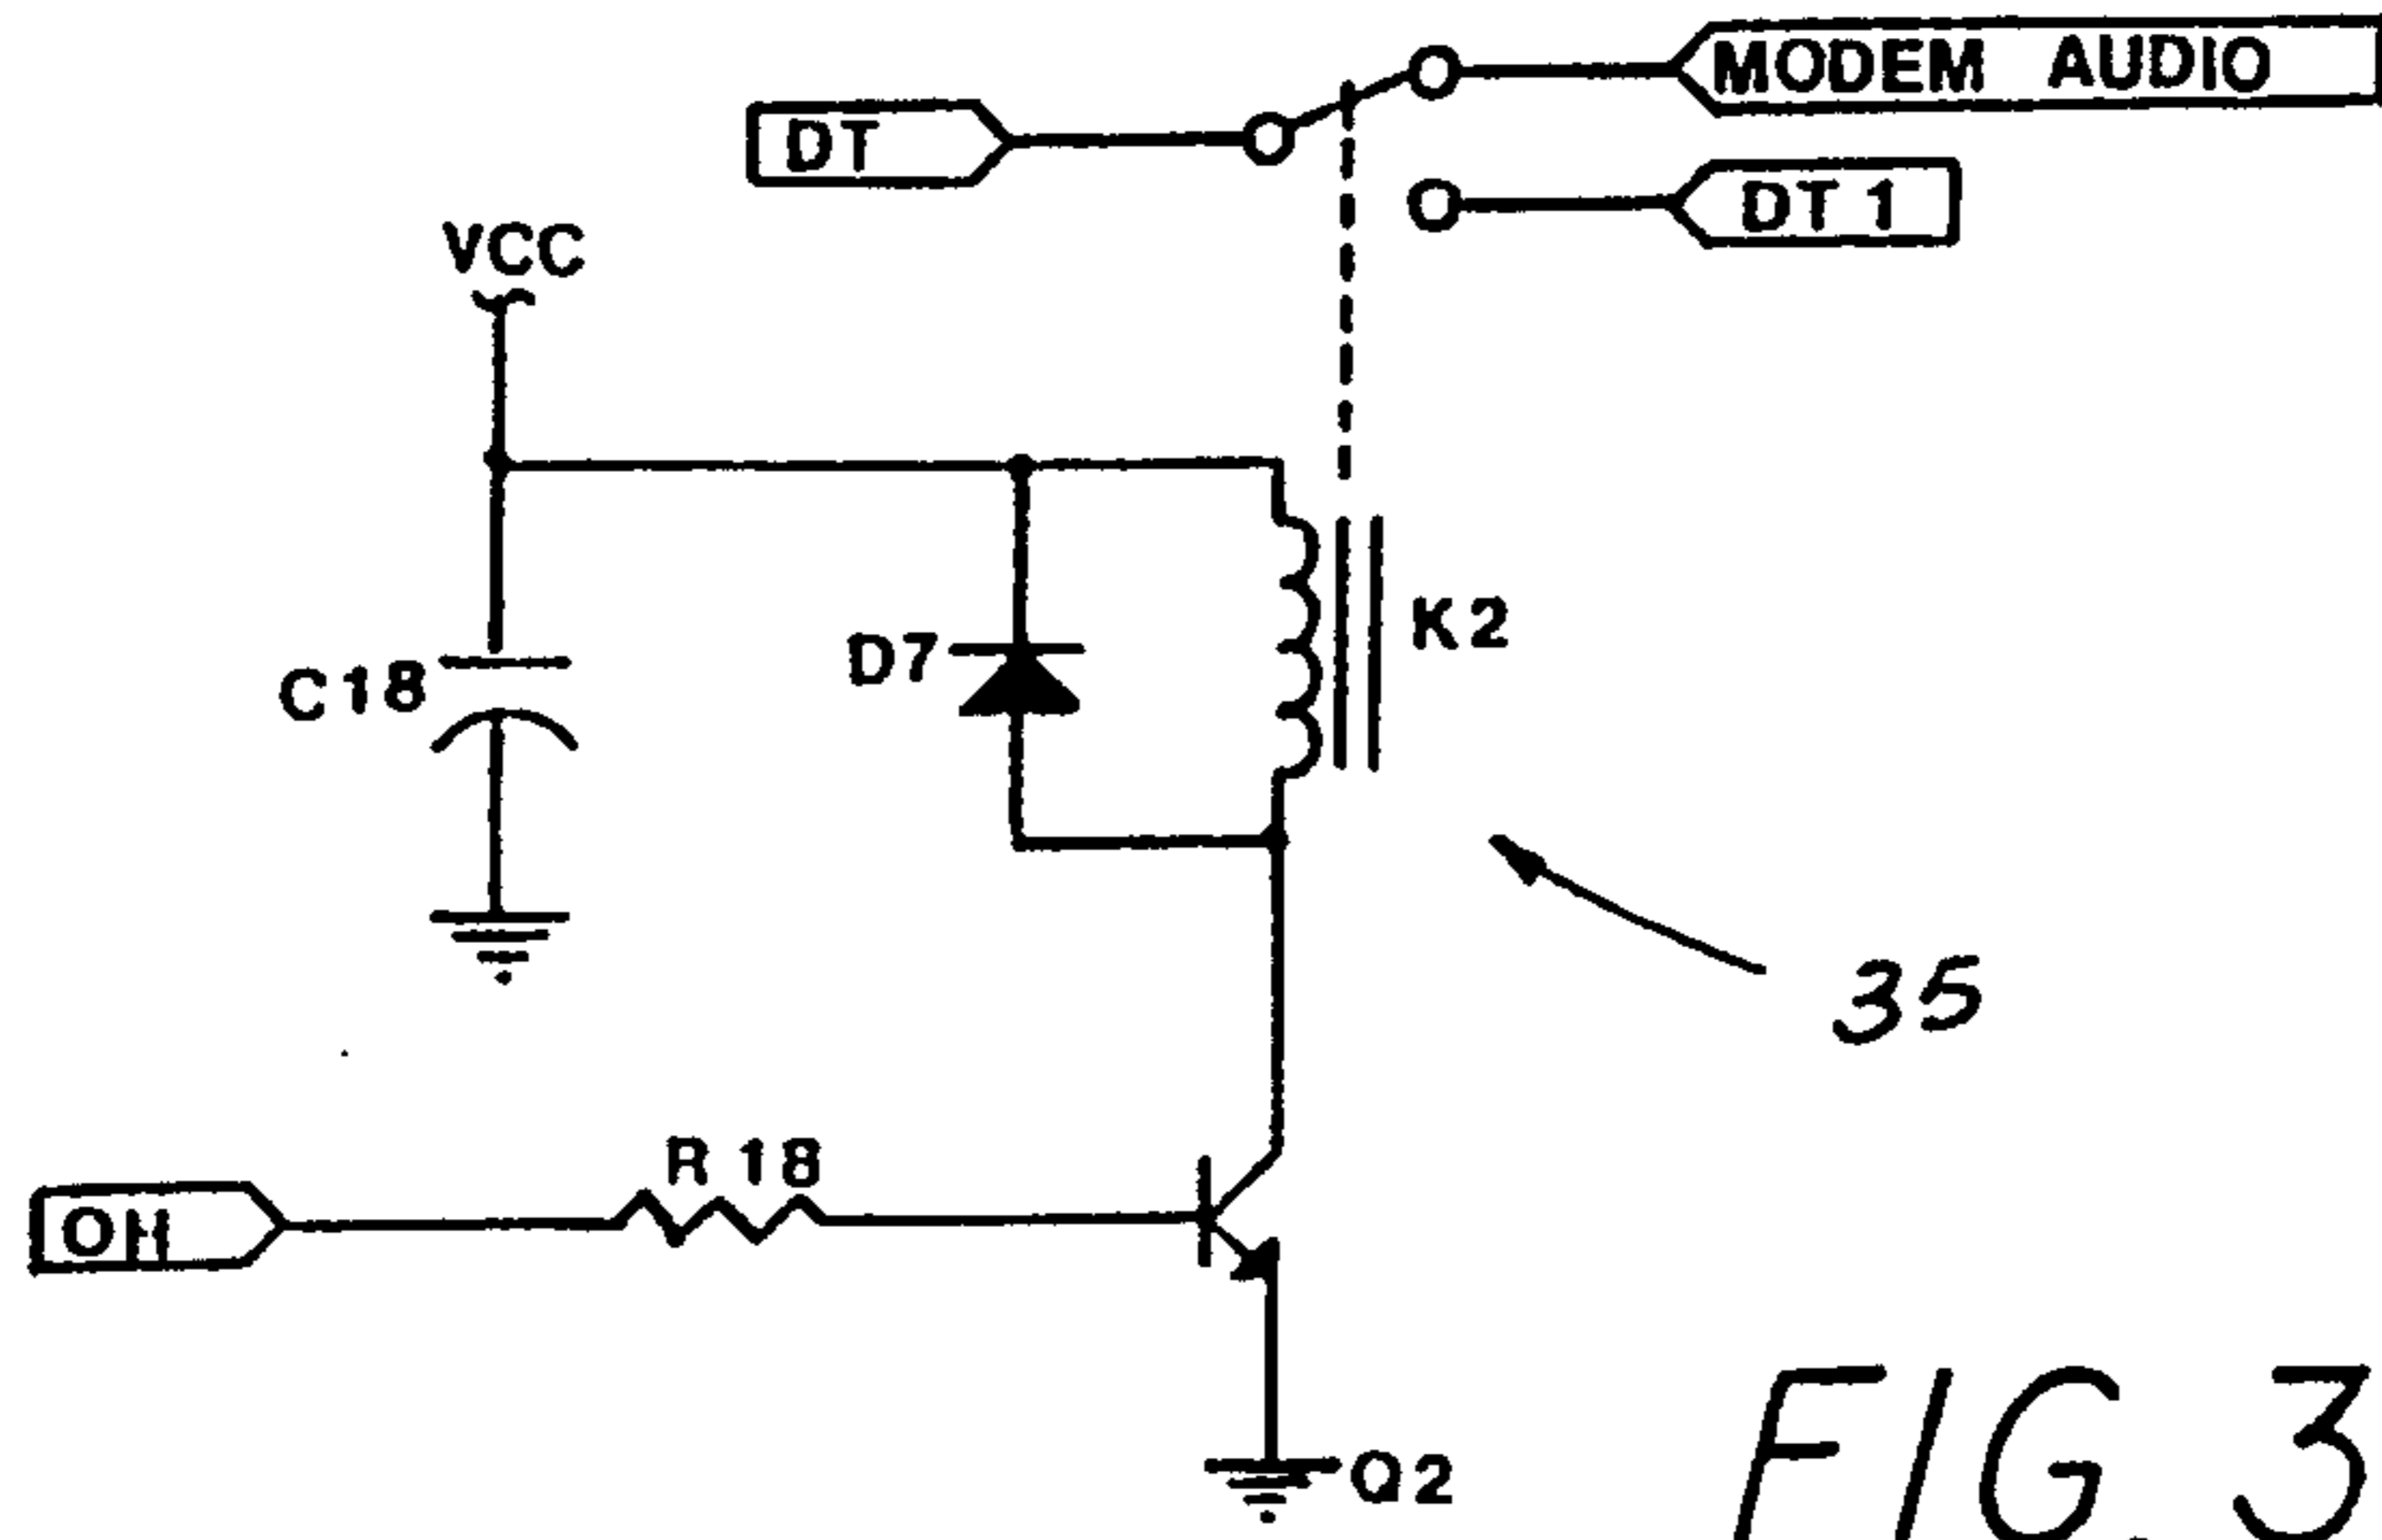 MODEM AUDIO
DT
DT 1
VCC
K2
D7
C18
35
R 18
OH
Q2
FIG. 3